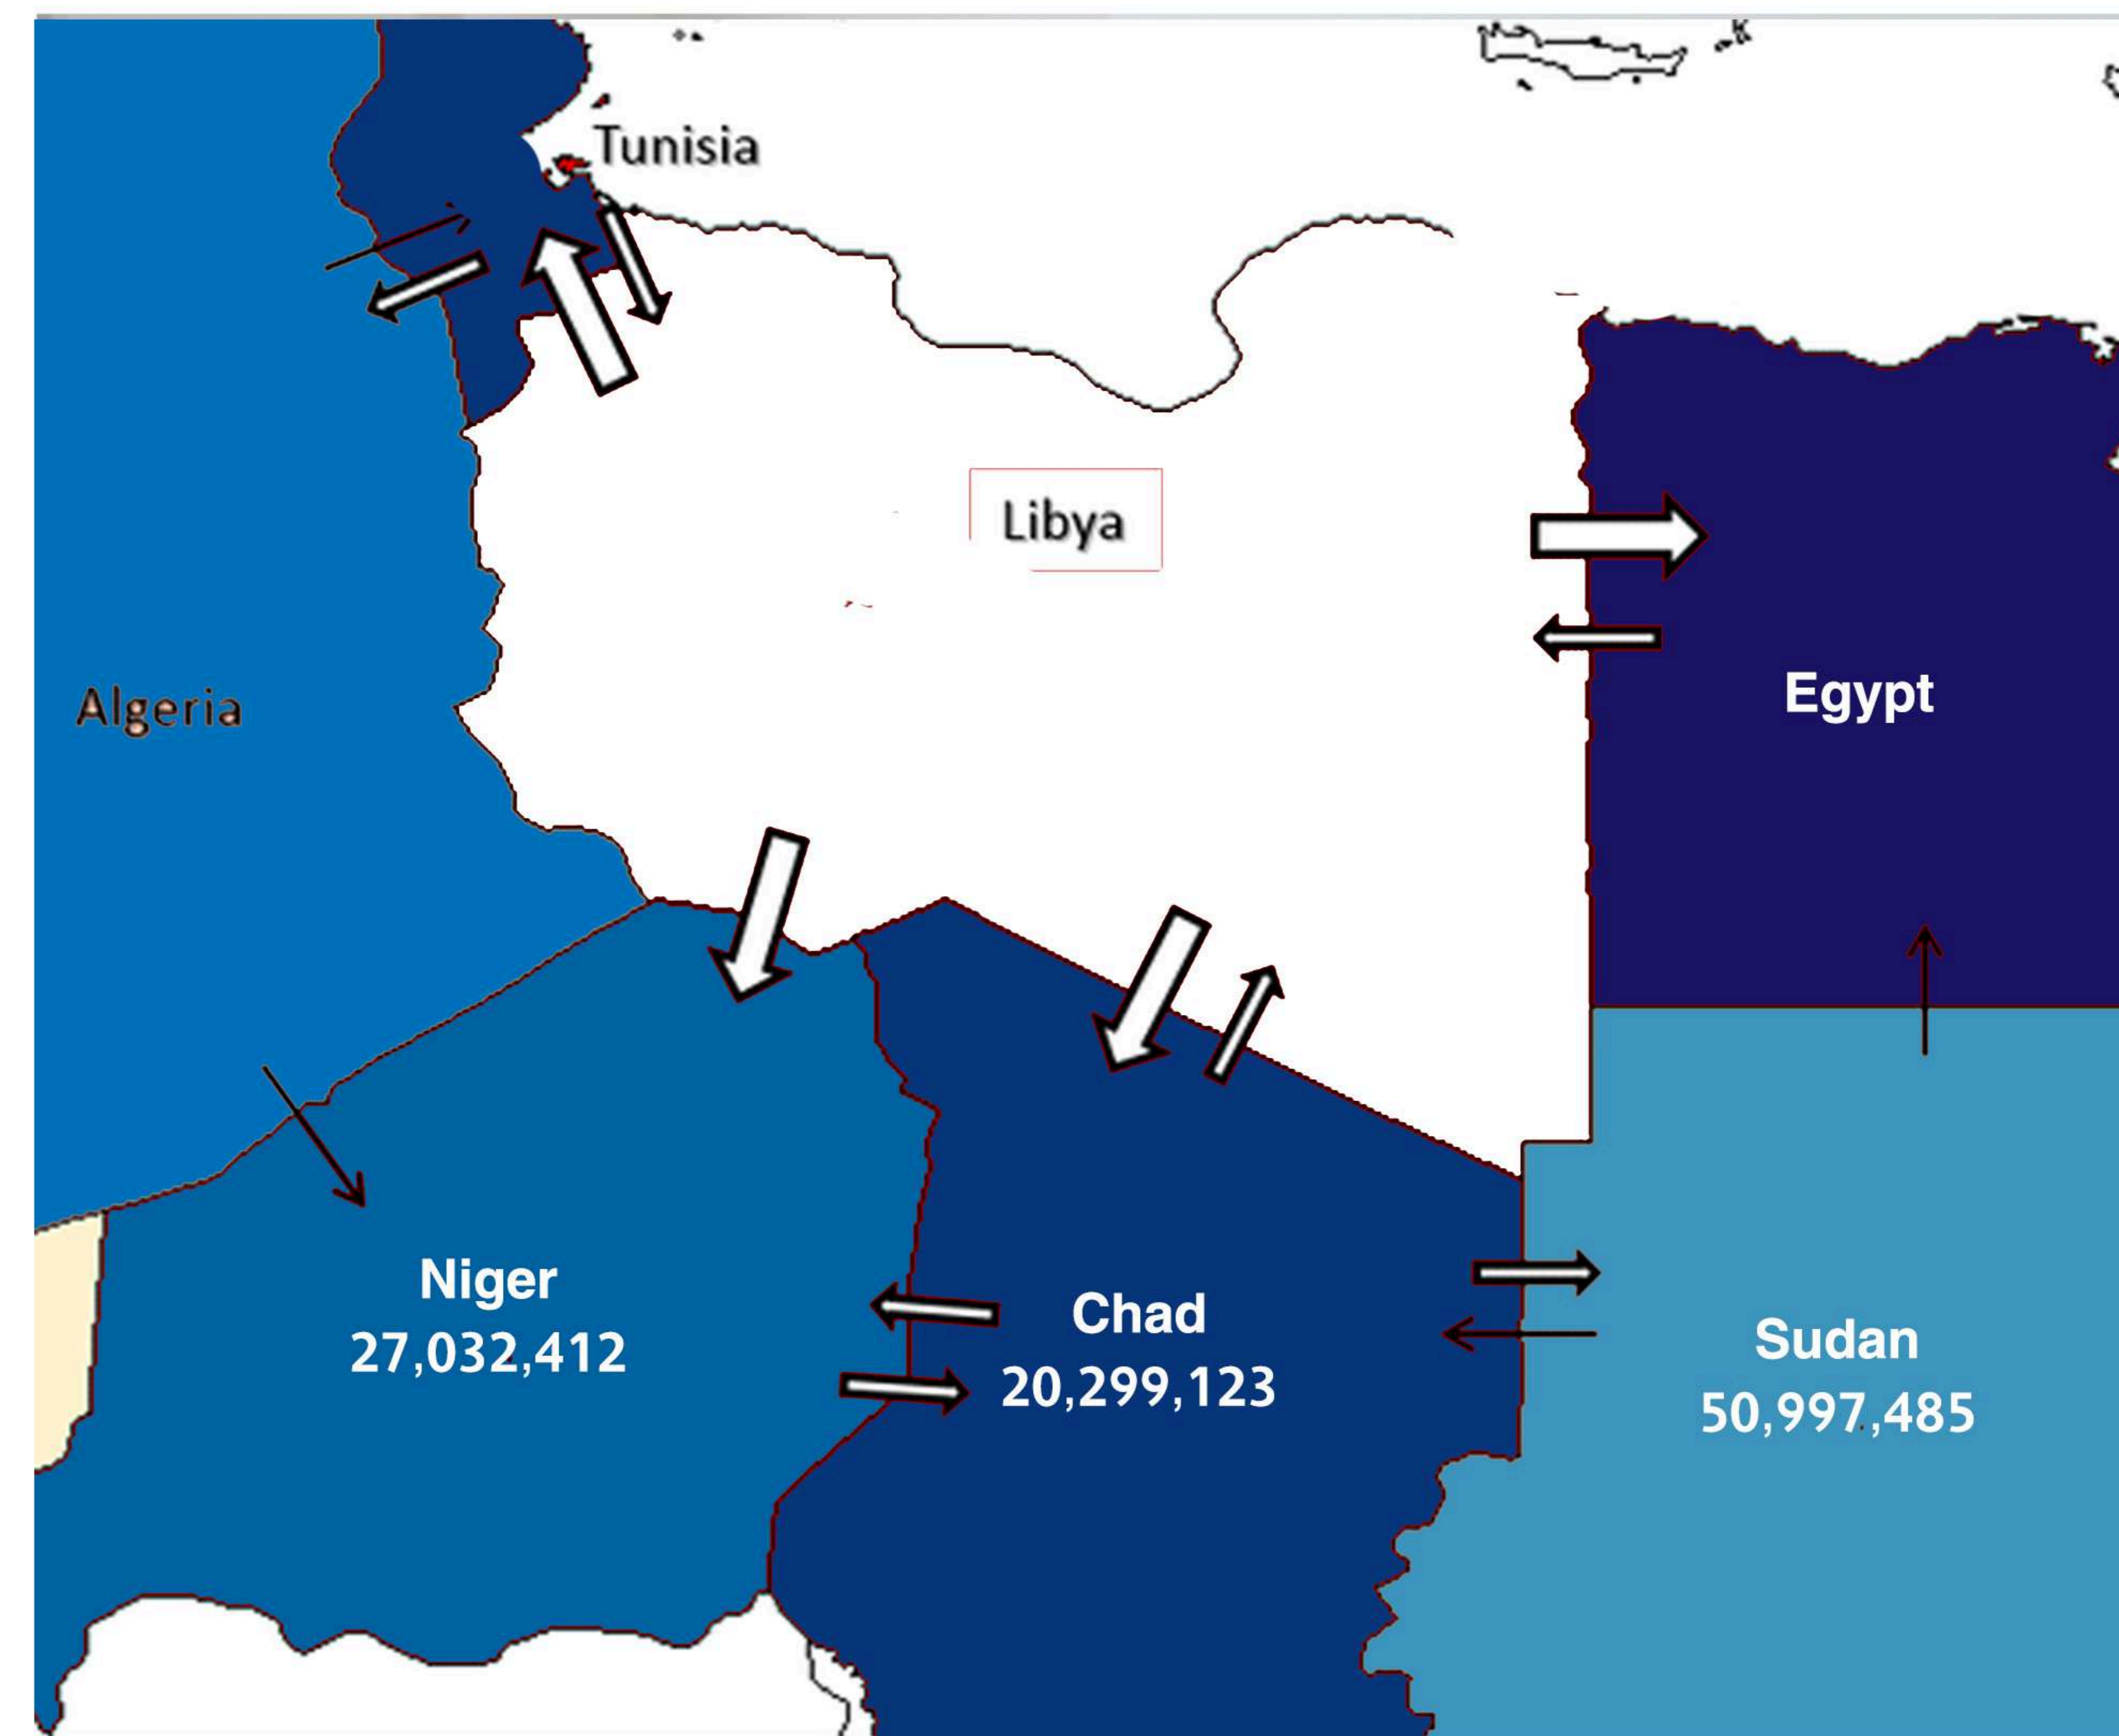 Tunisia
Libya
Algeria
Egypt
Niger
27,032,412
Chad
20,299,123
Sudan
50,997,485